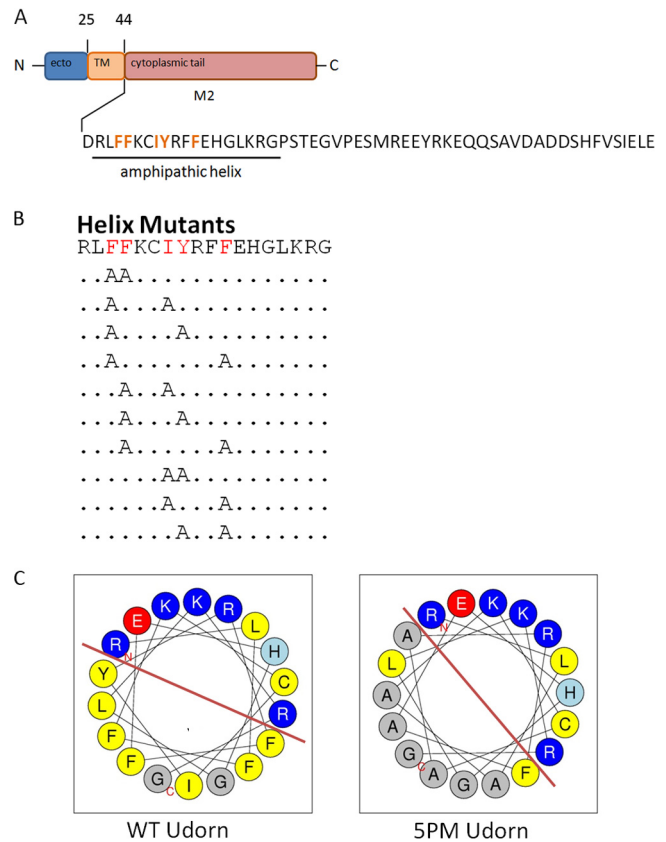 A
25 44
N ecto TM cytoplasmic tail C
M2
DRLFFKCIYRFFEHGLKRGPSTEGVPESMREEYRKEQQSAVDADDSHFVSIELE
amphipathic helix
B
Helix Mutants
RLFFKCIYRFFEHGLKRG
..AA..............
..A...A...........
..A....A..........
..A.......A.......
...A..A...........
...A...A..........
...A......A.......
......AA..........
......A...A.......
.......A..A.......
C
K K R
E L
R N H
Y C
L R
F F
F F
G C I G
WT Udorn
R N E K K
A R
L L
A H
A C
G C R
A G A F
5PM Udorn